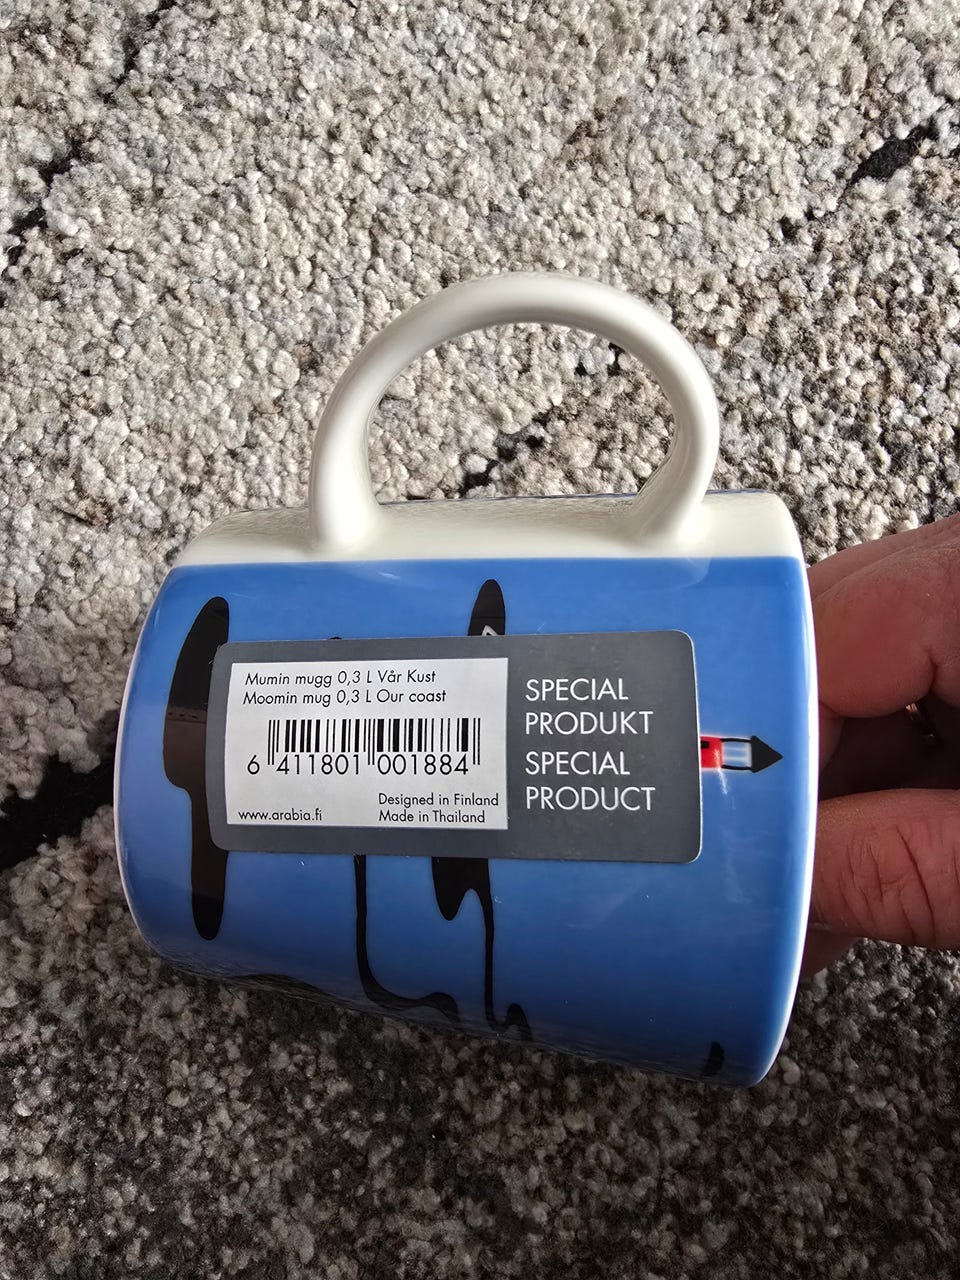 Mumin mugg 0,3 L Vår Kust
Moomin mug 0,3 L Our coast
6 411801 001884
Designed in Finland
www.arabia.fi Made in Thailand
SPECIAL
PRODUKT
SPECIAL
PRODUCT